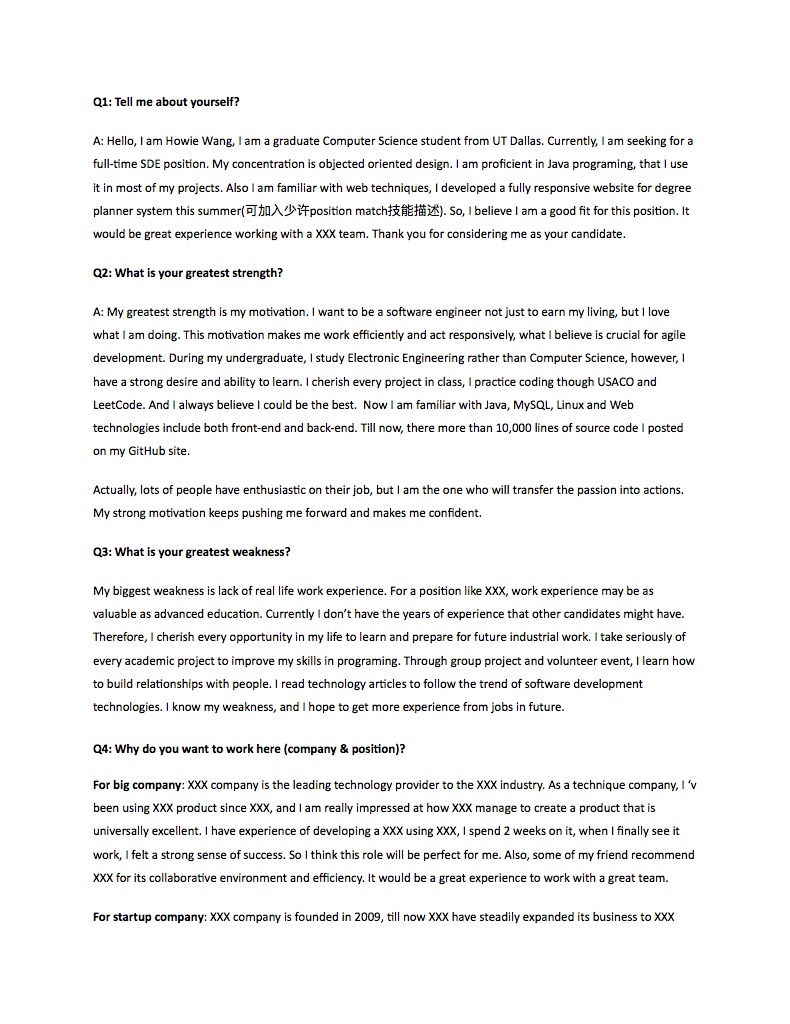 Q1: Tell me about yourself?
A: Hello, I am Howie Wang, I am a graduate Computer Science student from UT Dallas. Currently, I am seeking for a
full-time SDE position. My concentration is objected oriented design. I am proficient in Java programing, that I use
it in most of my projects. Also I am familiar with web techniques, I developed a fully responsive website for degree
planner system this summer(可加入少许position match技能描述). So, I believe I am a good fit for this position. It
would be great experience working with a XXX team. Thank you for considering me as your candidate.
Q2: What is your greatest strength?
A: My greatest strength is my motivation. I want to be a software engineer not just to earn my living, but I love
what I am doing. This motivation makes me work efficiently and act responsively, what I believe is crucial for agile
development. During my undergraduate, I study Electronic Engineering rather than Computer Science, however, I
have a strong desire and ability to learn. I cherish every project in class, I practice coding though USACO and
LeetCode. And I always believe I could be the best.  Now I am familiar with Java, MySQL, Linux and Web
technologies include both front-end and back-end. Till now, there more than 10,000 lines of source code I posted
on my GitHub site.
Actually, lots of people have enthusiastic on their job, but I am the one who will transfer the passion into actions.
My strong motivation keeps pushing me forward and makes me confident.
Q3: What is your greatest weakness?
My biggest weakness is lack of real life work experience. For a position like XXX, work experience may be as
valuable as advanced education. Currently I don’t have the years of experience that other candidates might have.
Therefore, I cherish every opportunity in my life to learn and prepare for future industrial work. I take seriously of
every academic project to improve my skills in programing. Through group project and volunteer event, I learn how
to build relationships with people. I read technology articles to follow the trend of software development
technologies. I know my weakness, and I hope to get more experience from jobs in future.
Q4: Why do you want to work here (company & position)?
For big company: XXX company is the leading technology provider to the XXX industry. As a technique company, I ‘v
been using XXX product since XXX, and I am really impressed at how XXX manage to create a product that is
universally excellent. I have experience of developing a XXX using XXX, I spend 2 weeks on it, when I finally see it
work, I felt a strong sense of success. So I think this role will be perfect for me. Also, some of my friend recommend
XXX for its collaborative environment and efficiency. It would be a great experience to work with a great team.
For startup company: XXX company is founded in 2009, till now XXX have steadily expanded its business to XXX